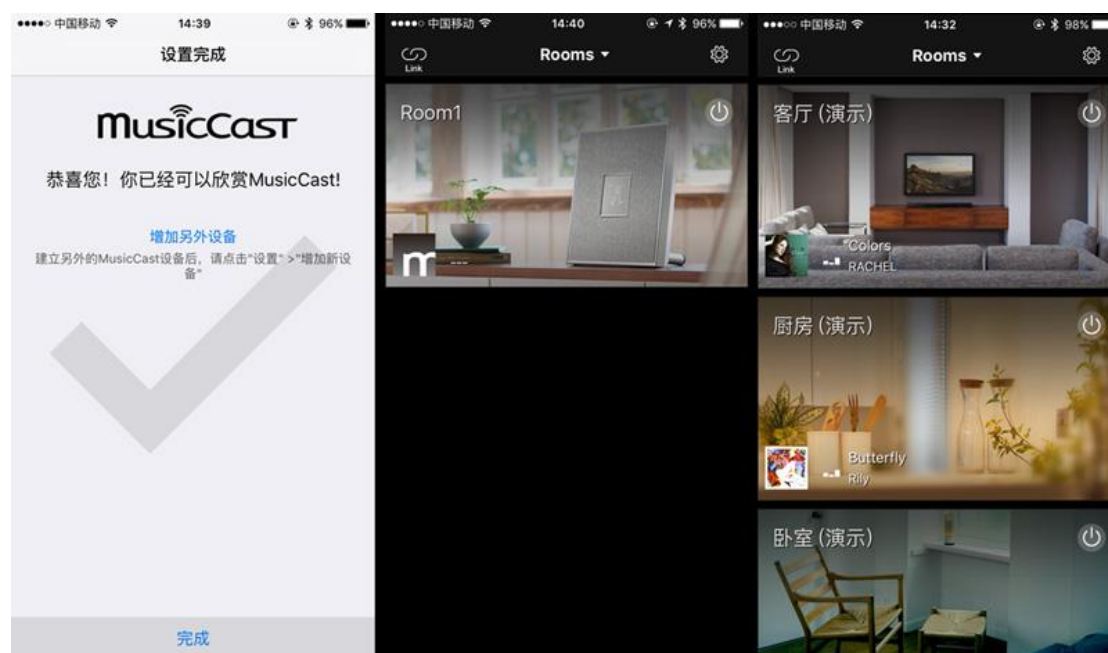 中国移动
14:39
96%
设置完成
MusicCast
恭喜您！你已经可以欣赏MusicCast!
增加另外设备
建立另外的MusicCast设备后，请点击"设置" >"增加新设
备"
完成
中国移动
14:40
96%
Link
Rooms
Room1
m
中国移动
14:32
98%
Link
Rooms
客厅 (演示)
Colors
RACHEL
厨房 (演示)
Butterfly
Rily
卧室 (演示)